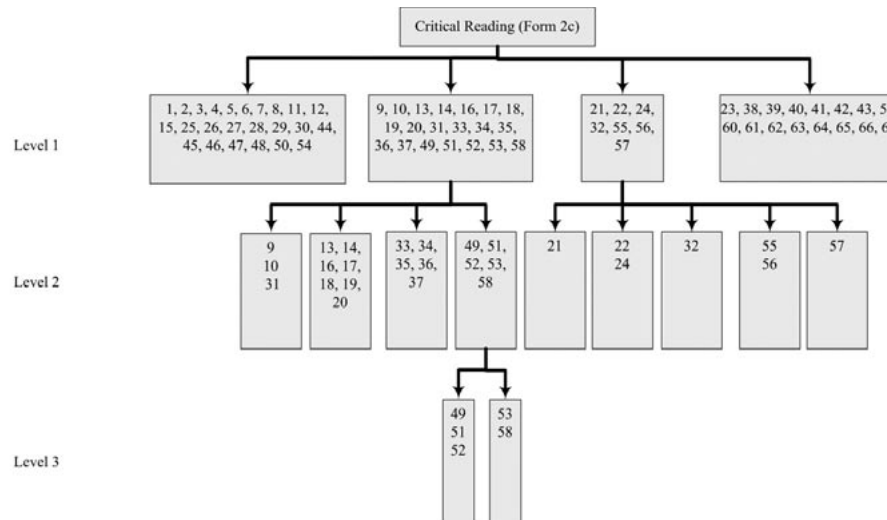 Critical Reading (Form 2c)
Level 1
1, 2, 3, 4, 5, 6, 7, 8, 11, 12,
15, 25, 26, 27, 28, 29, 30, 44,
45, 46, 47, 48, 50, 54
9, 10, 13, 14, 16, 17, 18,
19, 20, 31, 33, 34, 35,
36, 37, 49, 51, 52, 53, 58
21, 22, 24,
32, 55, 56,
57
23, 38, 39, 40, 41, 42, 43,
60, 61, 62, 63, 64, 65, 66,
Level 2
9
10
31
13, 14,
16, 17,
18, 19,
20
33, 34,
35, 36,
37
49, 51,
52, 53,
58
21
22
24
32
55
56
57
Level 3
49
51
52
53
58